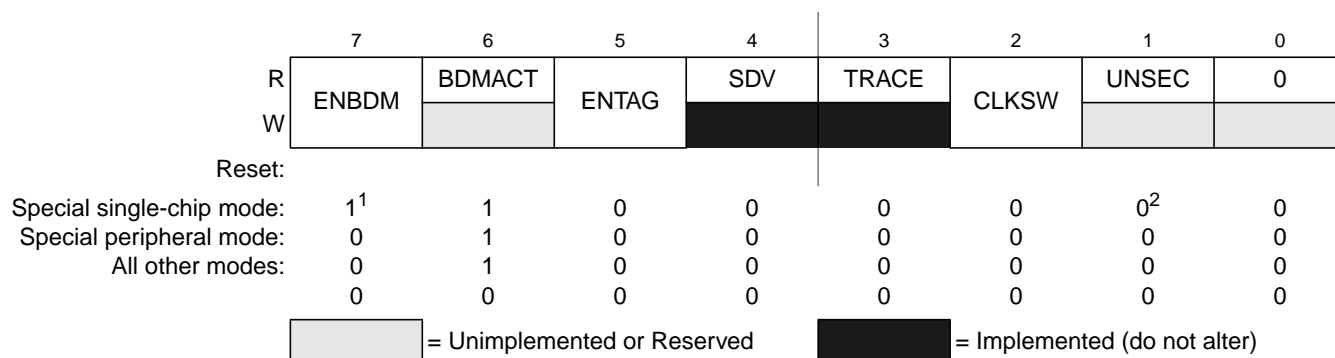 7 6 5 4 3 2 1 0
R ENBDM BDMACT ENTAG SDV TRACE CLKSW UNSEC 0
W
Reset:
Special single-chip mode: 1¹ 1 0 0 0 0 0² 0
Special peripheral mode: 0 1 0 0 0 0 0 0
All other modes: 0 1 0 0 0 0 0 0
0 0 0 0 0 0 0 0
= Unimplemented or Reserved = Implemented (do not alter)